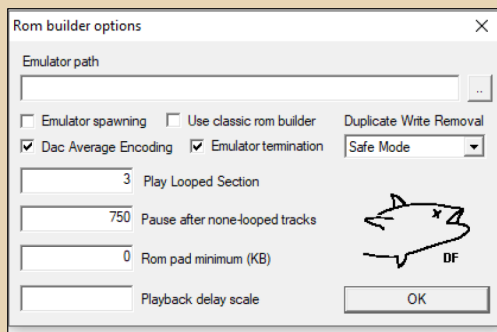 Rom builder options
Emulator path
..
Emulator spawning Use classic rom builder Duplicate Write Removal
Dac Average Encoding Emulator termination Safe Mode
3 Play Looped Section
750 Pause after none-looped tracks
0 Rom pad minimum (KB)
DF
Playback delay scale OK